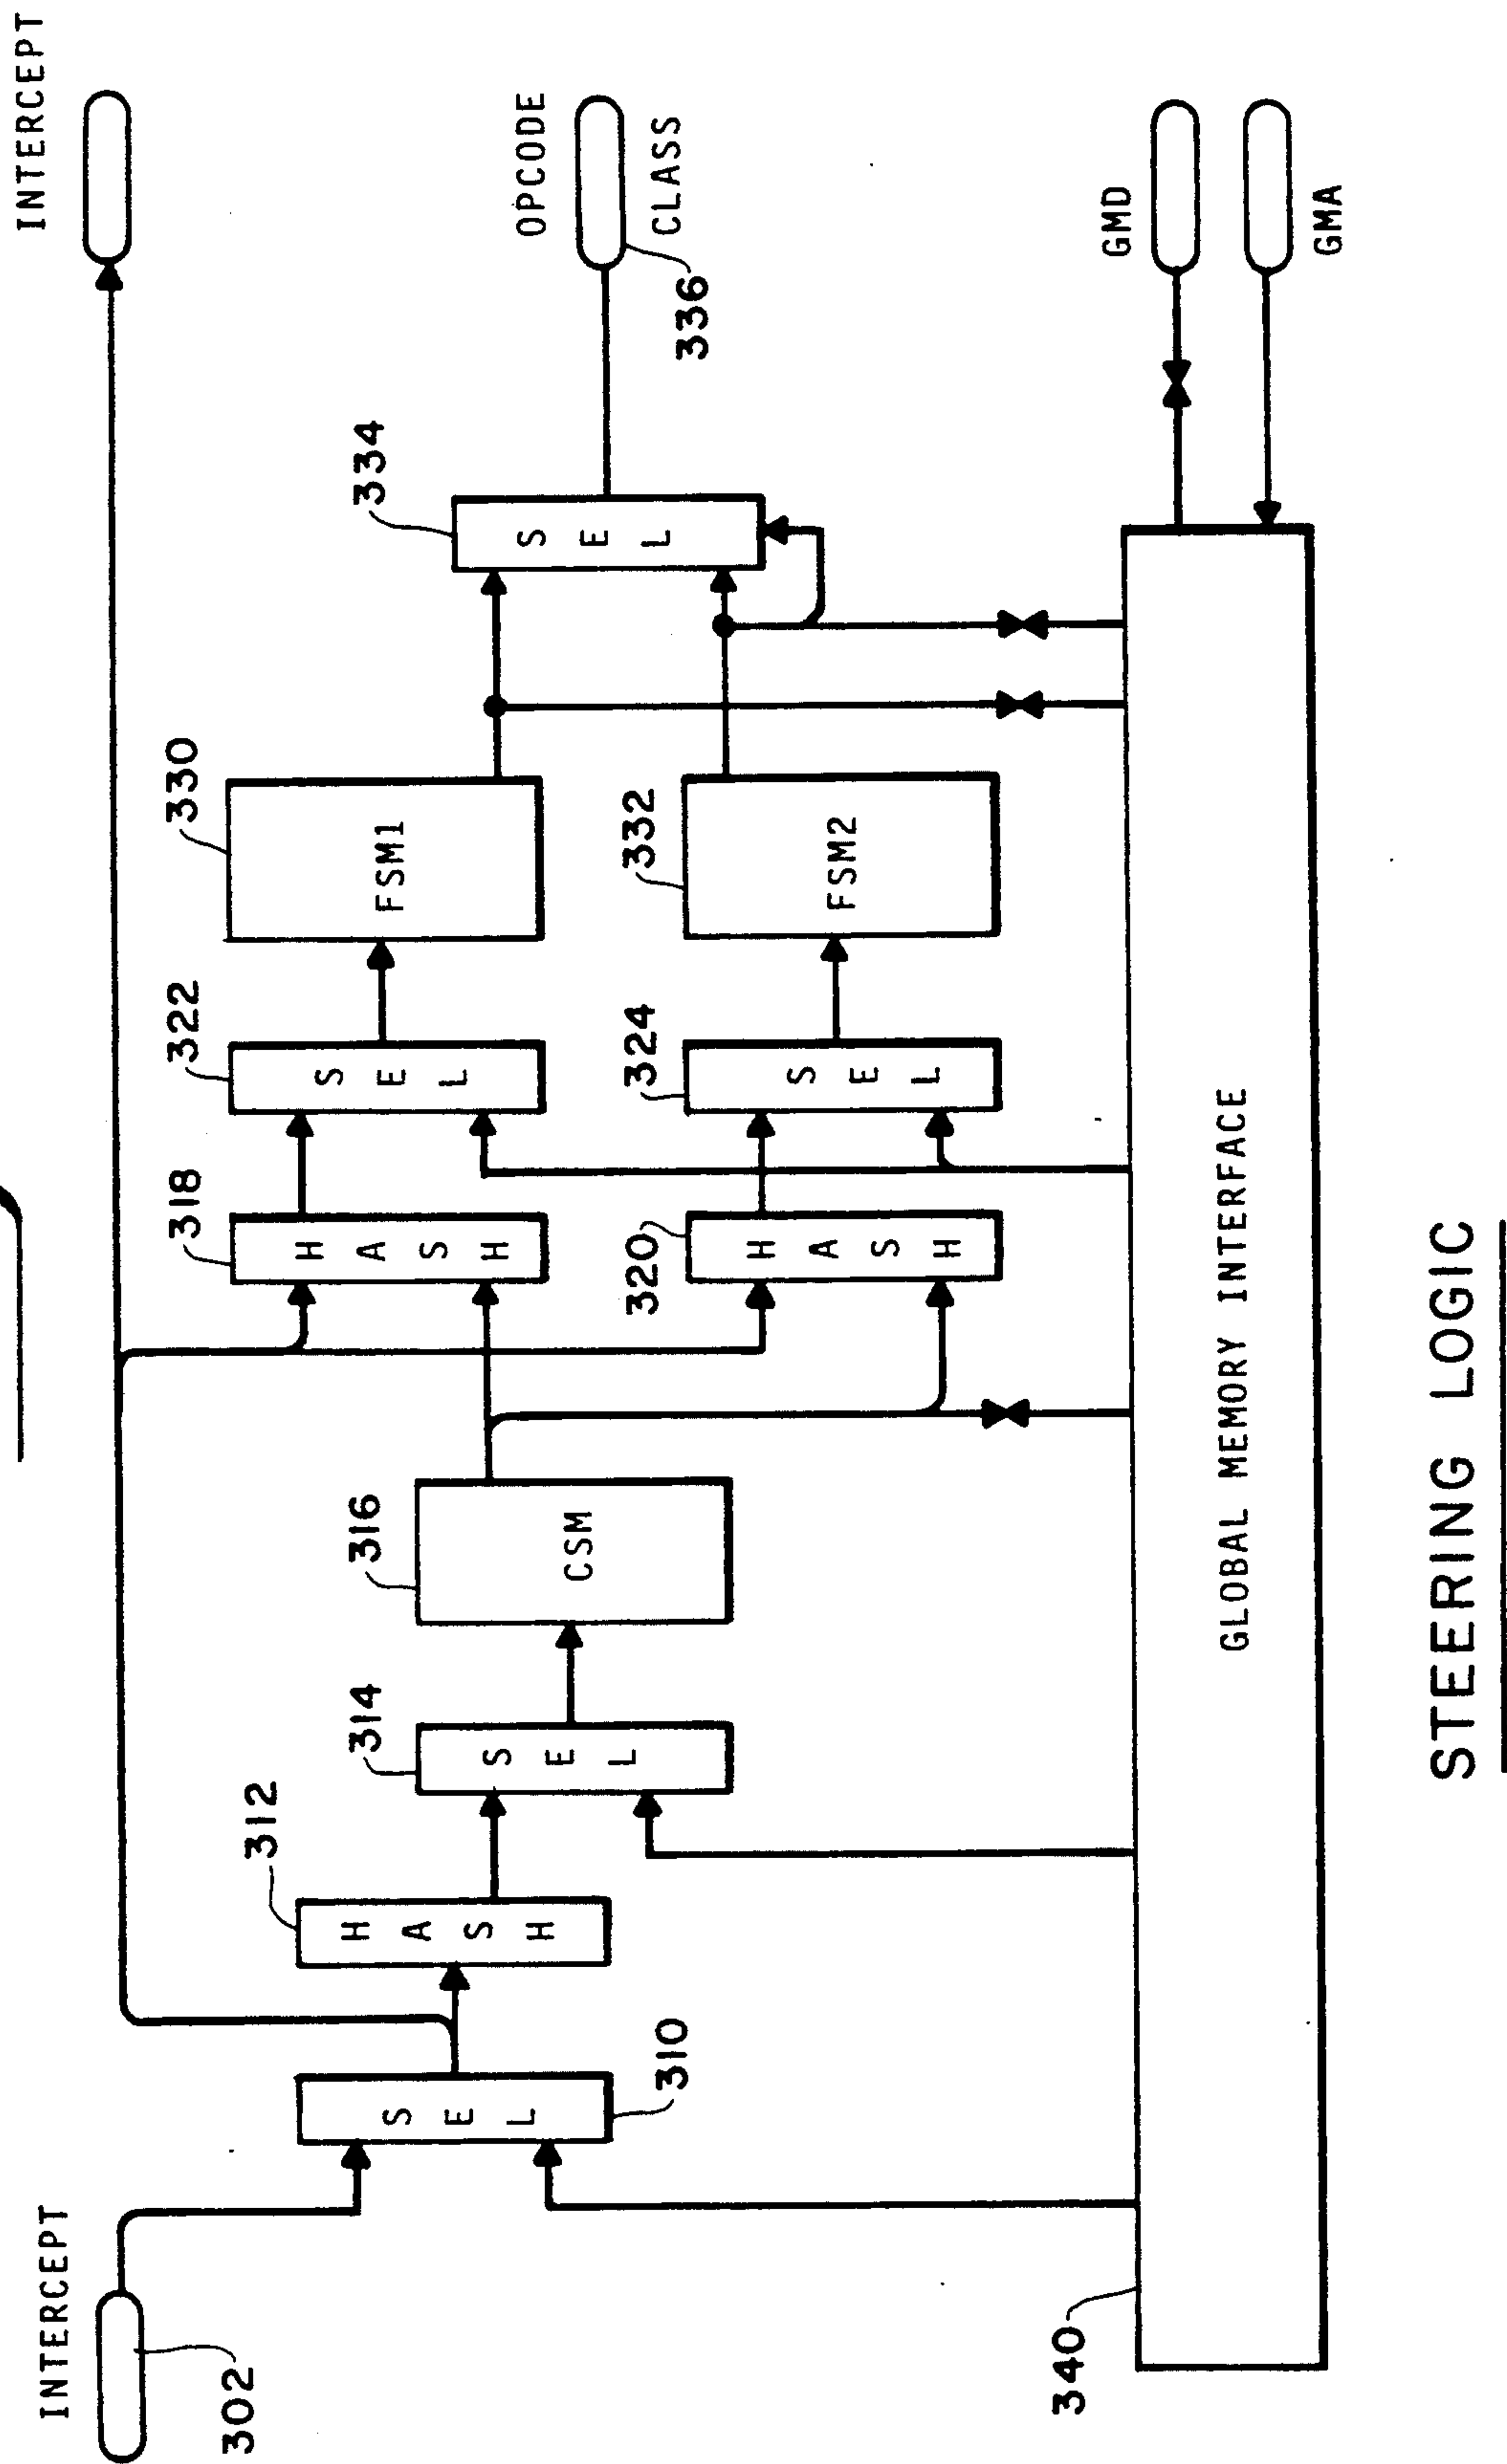 INTERCEPT
302
INTERCEPT
SEL
310
HASH
312
SEL
314
CSM
316
HASH
318
HASH
320
SEL
322
SEL
324
FSM1
330
FSM2
332
SEL
334
OPCODE
CLASS
336
GMD
GMA
GLOBAL MEMORY INTERFACE
340
STEERING LOGIC